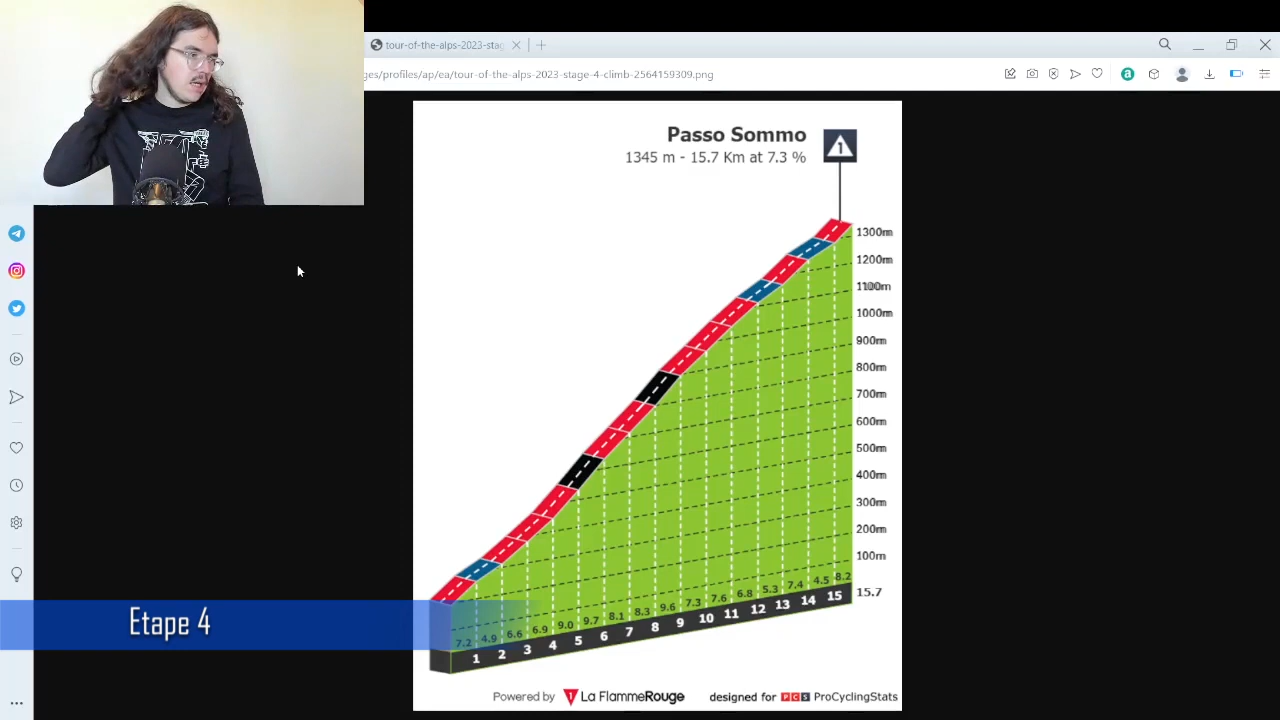 tour-of-the-alps-2023-stag
ges/profiles/ap/ea/tour-of-the-alps-2023-stage-4-climb-2564159309.png
Passo Sommo
1
1345 m - 15.7 Km at 7.3 %
1300m
1200m
1100m
1000m
900m
800m
700m
600m
500m
400m
300m
200m
100m
15.7
7.2 4.9 6.6 6.9 9.0 9.7 8.1 8.3 9.6 7.3 7.6 6.8 5.3 7.4 4.5 8.2
1 2 3 4 5 6 7 8 9 10 11 12 13 14 15
Etape 4
Powered by La FlammeRouge designed for PCS ProCyclingStats